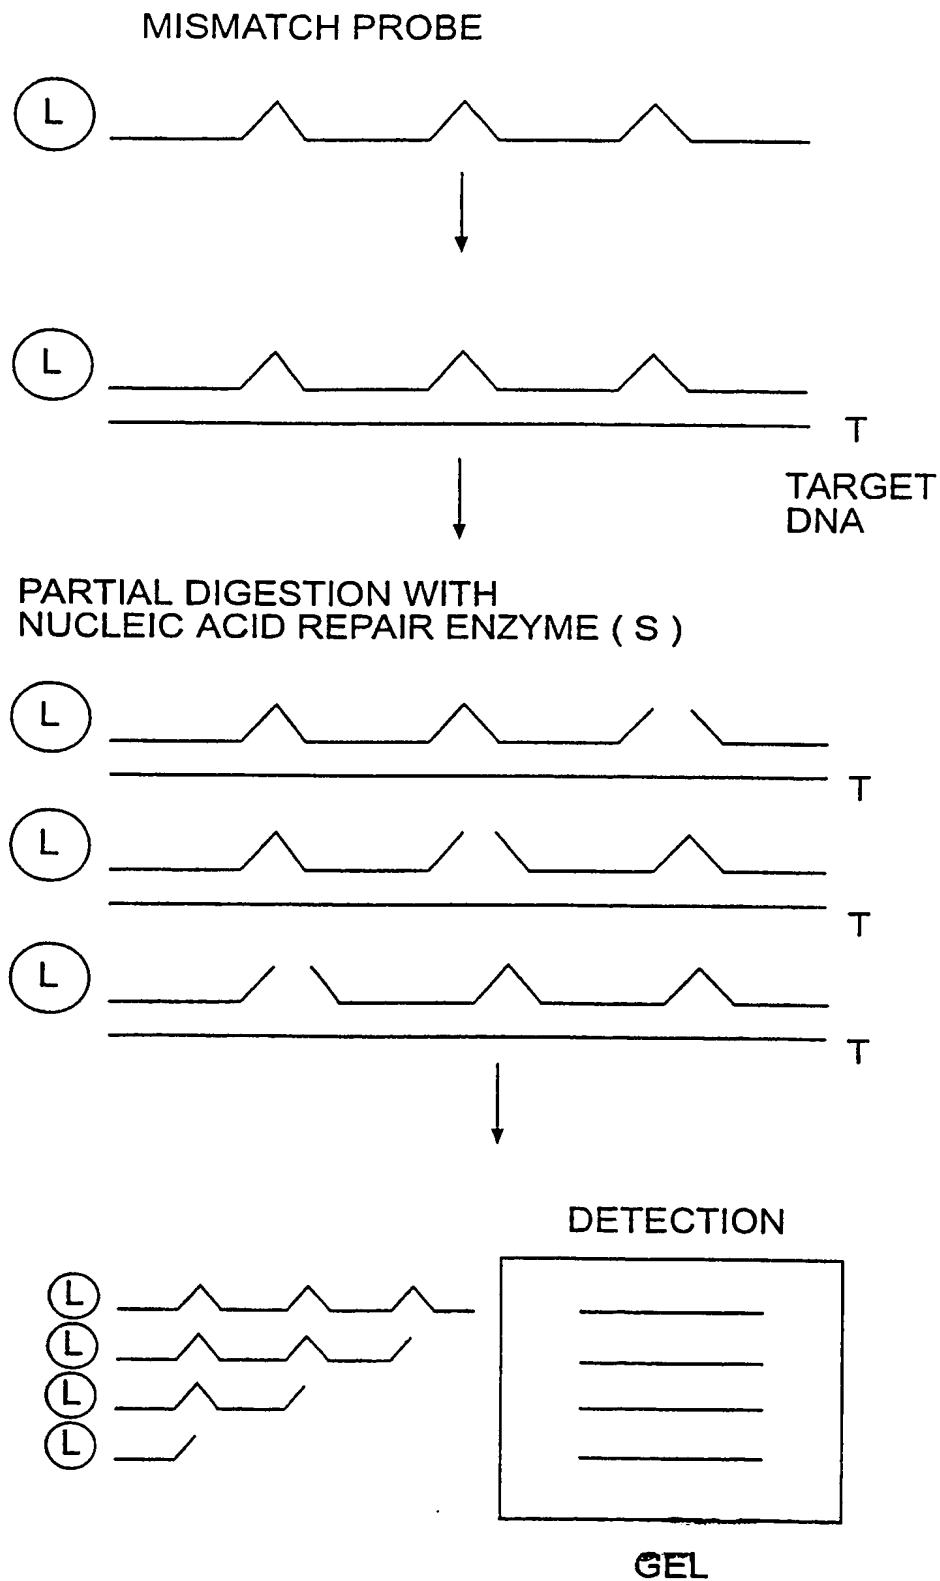 MISMATCH PROBE
L
L
T
TARGET
DNA
PARTIAL DIGESTION WITH
NUCLEIC ACID REPAIR ENZYME ( S )
L
T
L
T
L
T
DETECTION
L
L
L
L
GEL